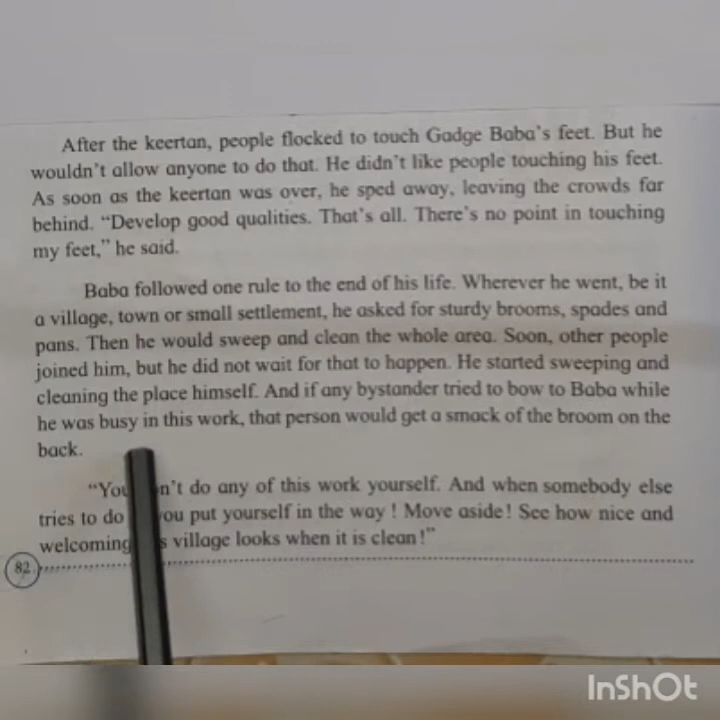 After the keertan, people flocked to touch Gadge Baba's feet. But he
wouldn't allow anyone to do that. He didn't like people touching his feet.
As soon as the keertan was over, he sped away, leaving the crowds far
behind. "Develop good qualities. That's all. There's no point in touching
my feet," he said.
Baba followed one rule to the end of his life. Wherever he went, be it
a village, town or small settlement, he asked for sturdy brooms, spades and
pans. Then he would sweep and clean the whole area. Soon, other people
joined him, but he did not wait for that to happen. He started sweeping and
cleaning the place himself. And if any bystander tried to bow to Baba while
he was busy in this work, that person would get a smack of the broom on the
back.
"You do any of this work yourself. And when somebody else
tries to do you put yourself in the way ! Move aside! See how nice and
welcoming village looks when it is clean!"
82
InShOt